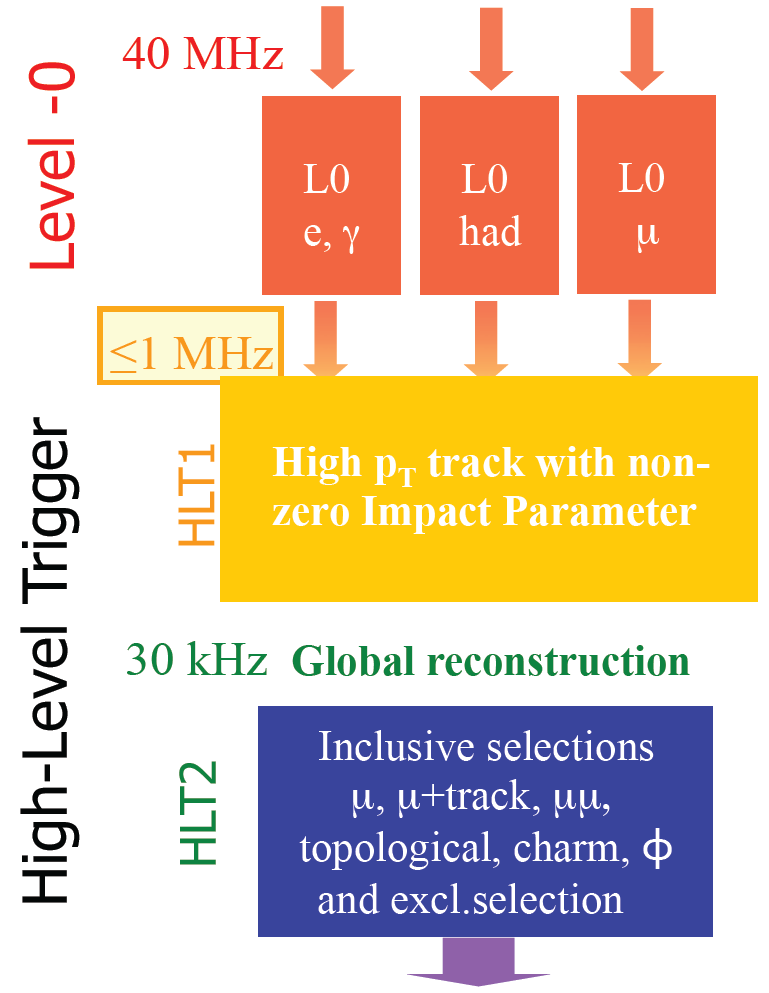 Level -0
40 MHz
L0
e, γ
L0
had
L0
μ
≤1 MHz
High-Level Trigger
HLT1
High pT track with non-
zero Impact Parameter
30 kHz Global reconstruction
HLT2
Inclusive selections
μ, μ+track, μμ,
topological, charm, ϕ
and excl.selection